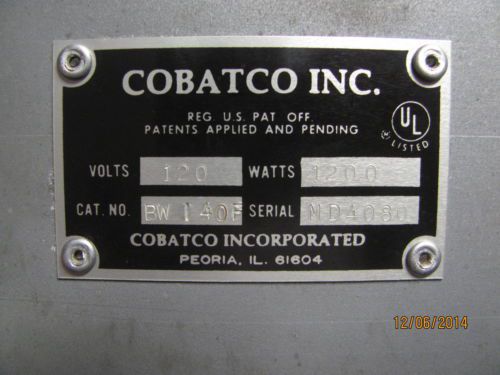 COBATCO INC.
REG. U.S. PAT OFF.
PATENTS APPLIED AND PENDING
UL
LISTED
VOLTS 120 WATTS 1200
CAT. NO. BW 140F SERIAL MD4080
COBATCO INCORPORATED
PEORIA, IL. 61604
12/06/2014